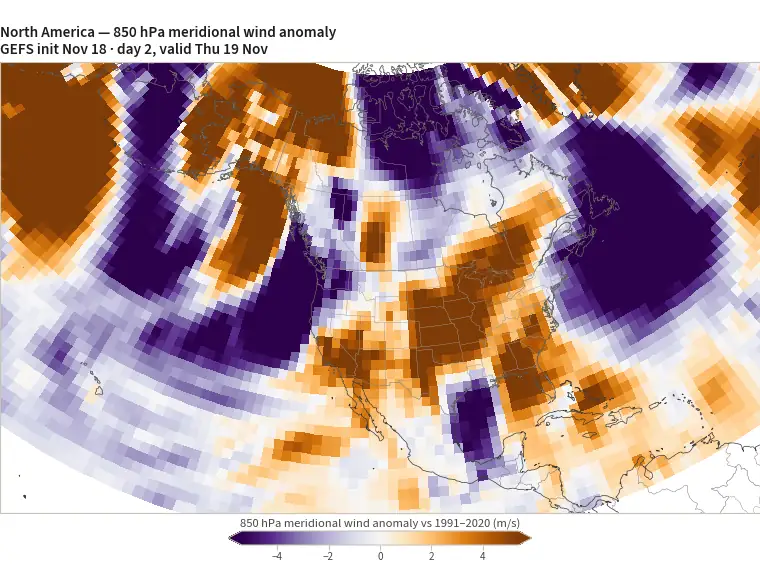 North America — 850 hPa meridional wind anomaly
GEFS init Nov 18 · day 2, valid Thu 19 Nov
850 hPa meridional wind anomaly vs 1991–2020 (m/s)
−4 −2 0 2 4